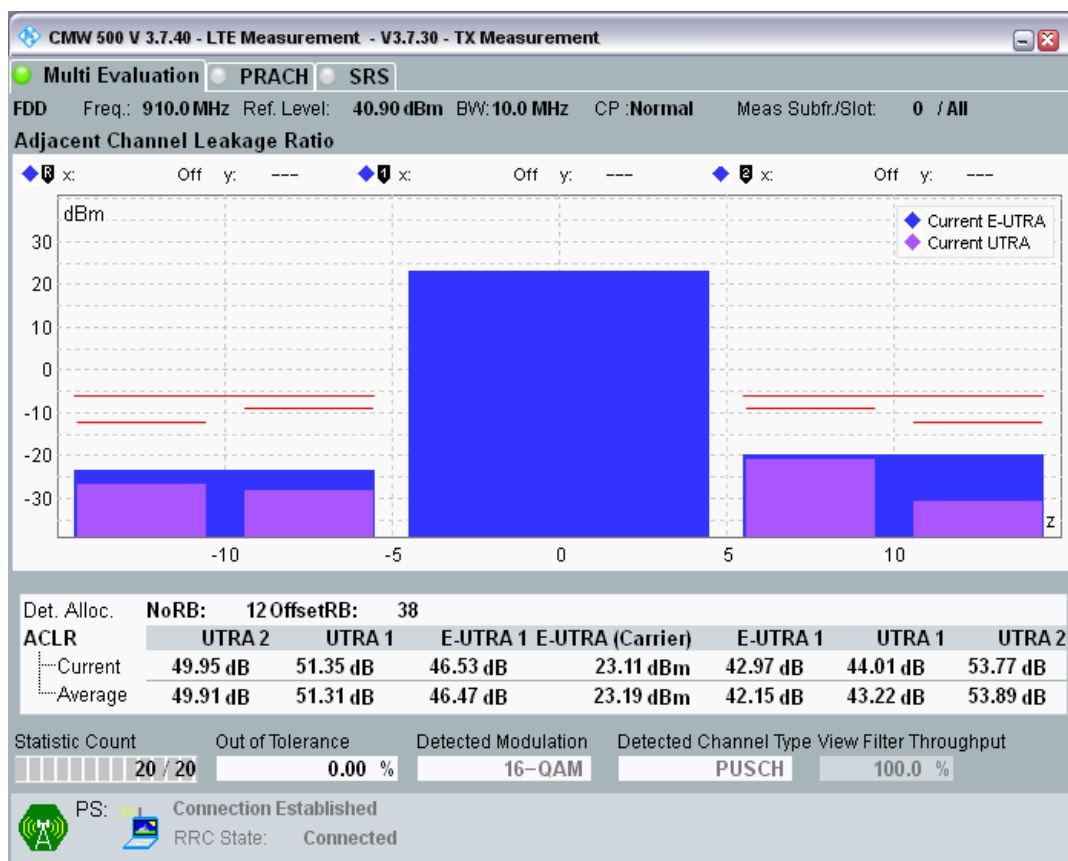 CMW 500 V 3.7.40 - LTE Measurement - V3.7.30 - TX Measurement
Multi Evaluation PRACH SRS
FDD Freq.: 910.0 MHz Ref. Level: 40.90 dBm BW: 10.0 MHz CP :Normal Meas Subfr./Slot: 0 / All
Adjacent Channel Leakage Ratio
R x: Off y: --- 1 x: Off y: --- 2 x: Off y: ---
dBm
Current E-UTRA
Current UTRA
30
20
10
0
-10
-20
-30
z
-10 -5 0 5 10
Det. Alloc. NoRB: 12 OffsetRB: 38
ACLR UTRA 2 UTRA 1 E-UTRA 1 E-UTRA (Carrier) E-UTRA 1 UTRA 1 UTRA 2
Current 49.95 dB 51.35 dB 46.53 dB 23.11 dBm 42.97 dB 44.01 dB 53.77 dB
Average 49.91 dB 51.31 dB 46.47 dB 23.19 dBm 42.15 dB 43.22 dB 53.89 dB
Statistic Count Out of Tolerance Detected Modulation Detected Channel Type View Filter Throughput
20 / 20 0.00 % 16-QAM PUSCH 100.0 %
PS: Connection Established
RRC State: Connected